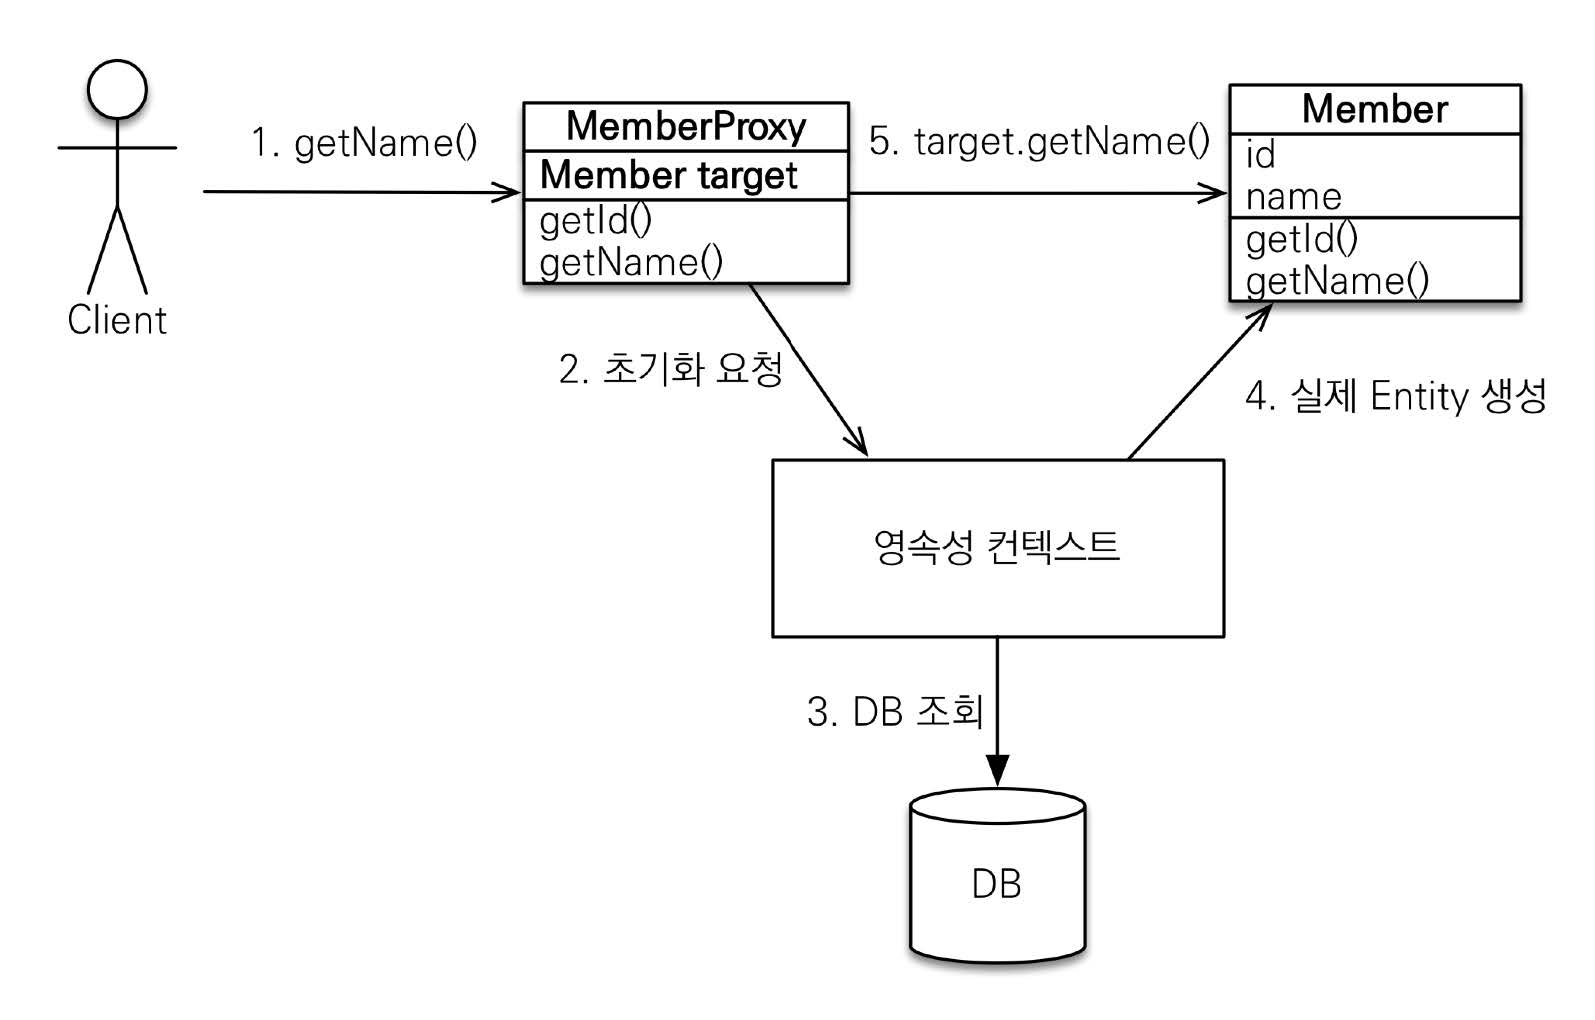 1. getName()
MemberProxy
Member target
getId()
getName()
5. target.getName()
Member
id
name
getId()
getName()
Client
2. 초기화 요청
4. 실제 Entity 생성
영속성 컨텍스트
3. DB 조회
DB